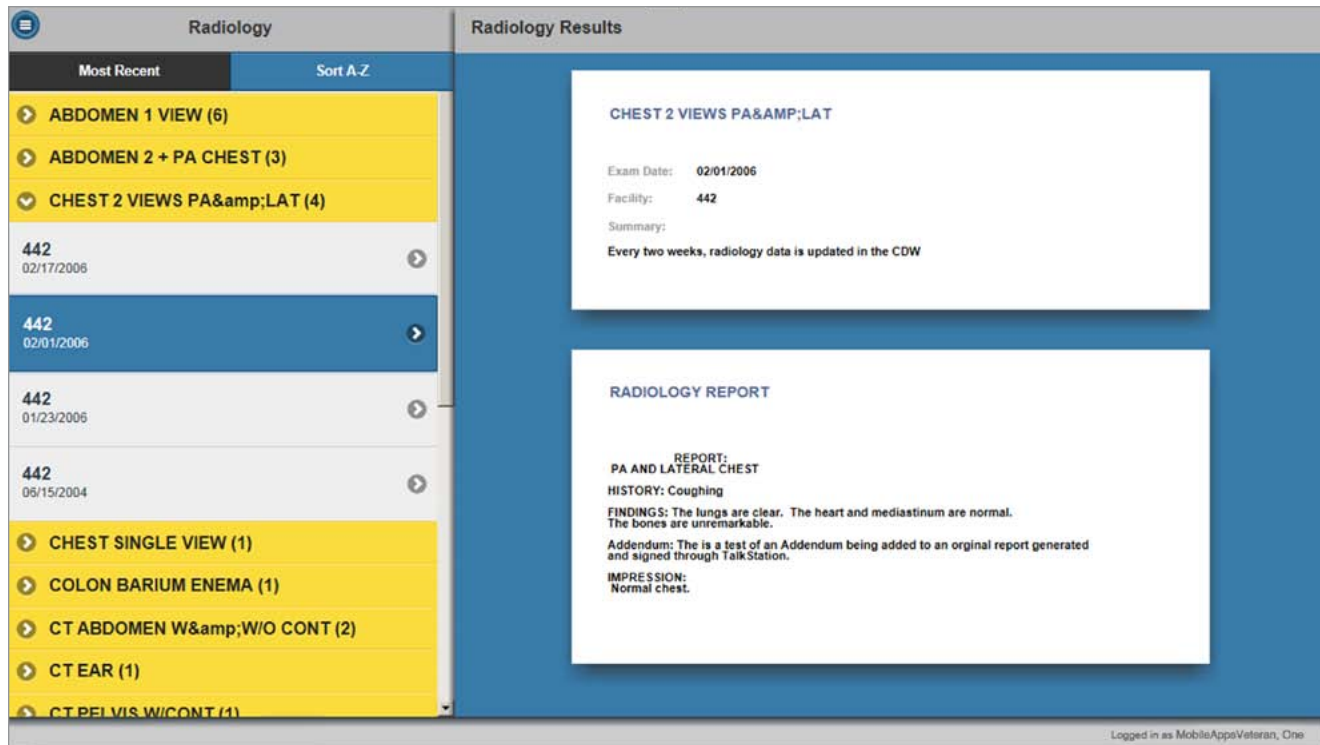 Radiology
Most Recent
Sort A-Z
ABDOMEN 1 VIEW (6)
ABDOMEN 2 + PA CHEST (3)
CHEST 2 VIEWS PA&amp;LAT (4)
442
02/17/2006
442
02/01/2006
442
01/23/2006
442
06/15/2004
CHEST SINGLE VIEW (1)
COLON BARIUM ENEMA (1)
CT ABDOMEN W&amp;W/O CONT (2)
CT EAR (1)
CT PELVIS W/CONT (1)
Radiology Results
CHEST 2 VIEWS PA&AMP;LAT
Exam Date: 02/01/2006
Facility: 442
Summary:
Every two weeks, radiology data is updated in the CDW
RADIOLOGY REPORT
REPORT:
PA AND LATERAL CHEST
HISTORY: Coughing
FINDINGS: The lungs are clear. The heart and mediastinum are normal.
The bones are unremarkable.
Addendum: The is a test of an Addendum being added to an orginal report generated
and signed through TalkStation.
IMPRESSION:
Normal chest.
Logged in as MobileAppsVeteran, One